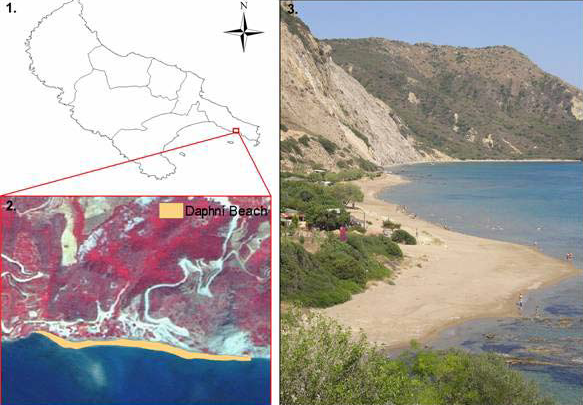 1.
N
3.
2.
Daphni Beach